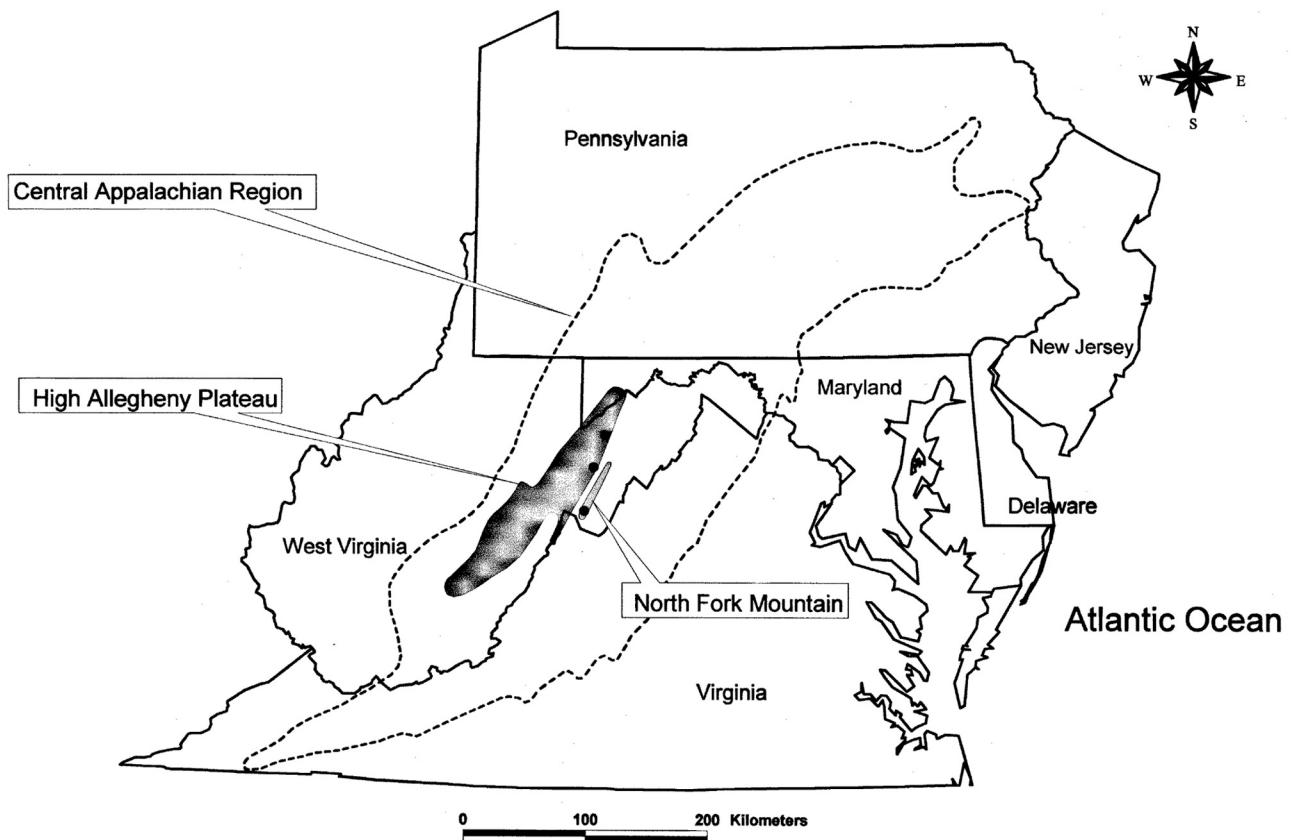 N
W E
S
Pennsylvania
Central Appalachian Region
New Jersey
High Allegheny Plateau
Maryland
Delaware
West Virginia
North Fork Mountain
Atlantic Ocean
Virginia
0 100 200 Kilometers